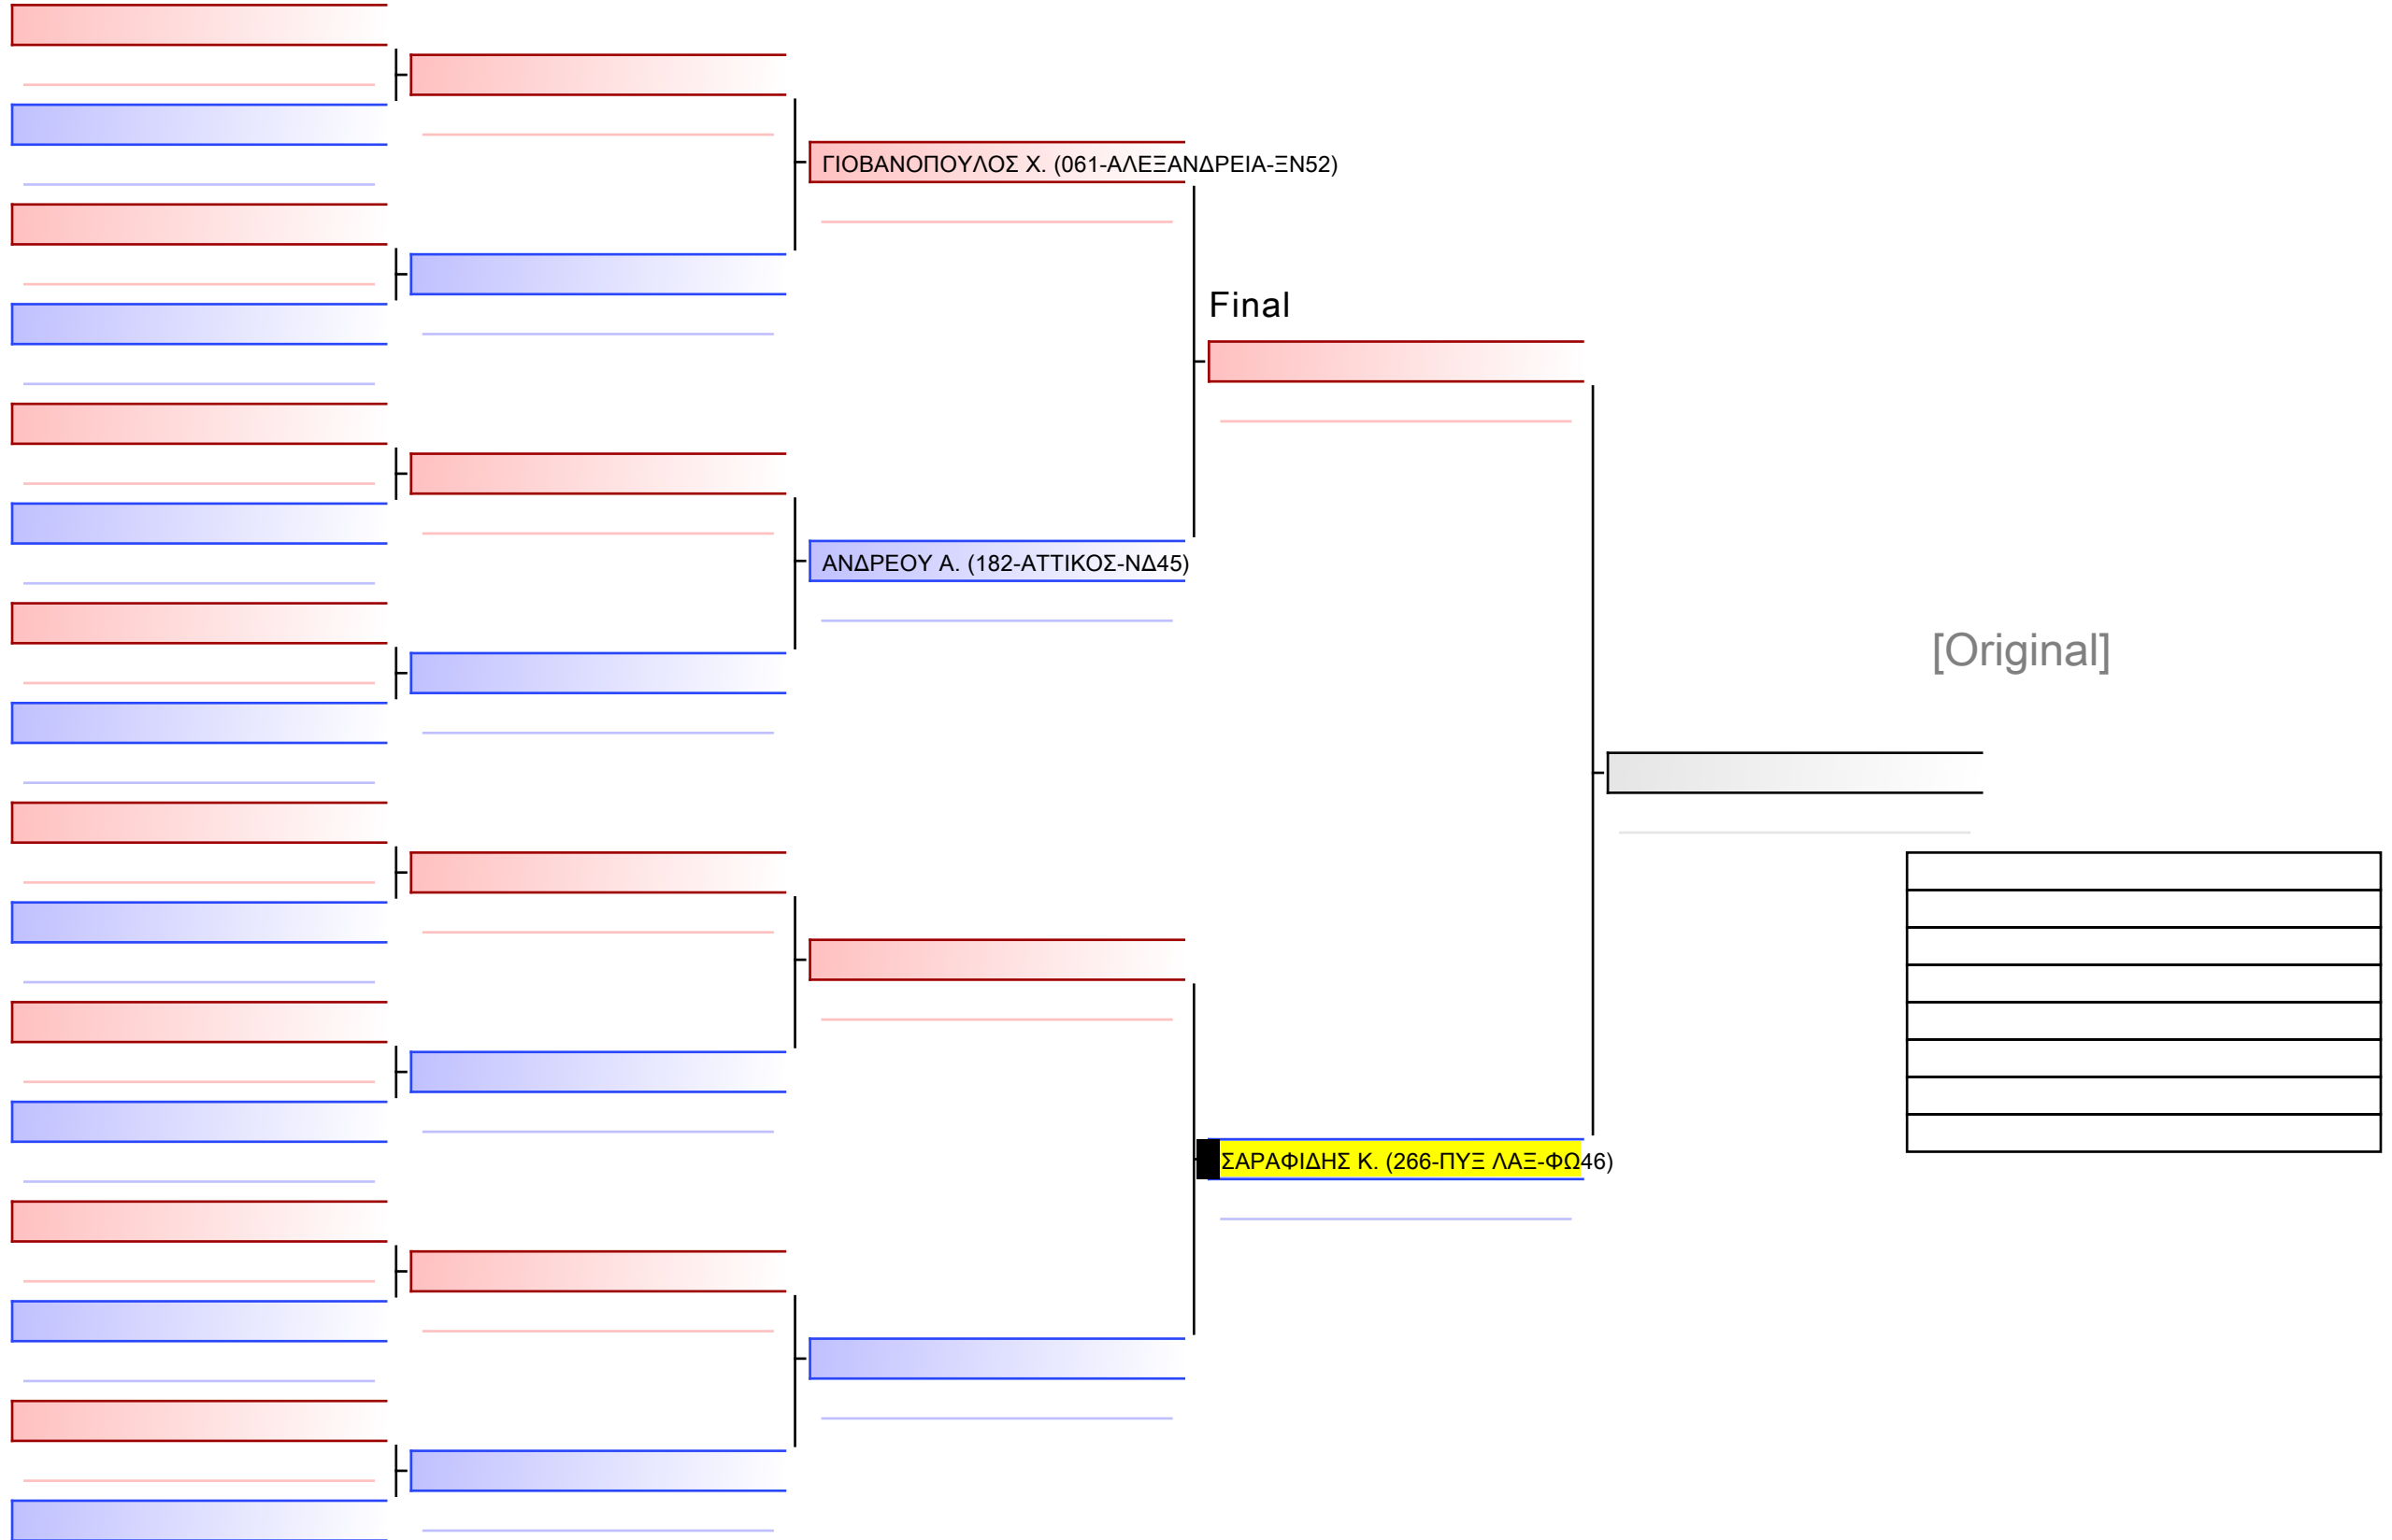 ΓΙΟΒΑΝΟΠΟΥΛΟΣ Χ. (061-ΑΛΕΞΑΝΔΡΕΙΑ-ΞΝ52)
Final
ΑΝΔΡΕΟΥ Α. (182-ΑΤΤΙΚΟΣ-ΝΔ45)
[Original]
ΣΑΡΑΦΙΔΗΣ Κ. (266-ΠΥΞ ΛΑΞ-ΦΩ46)